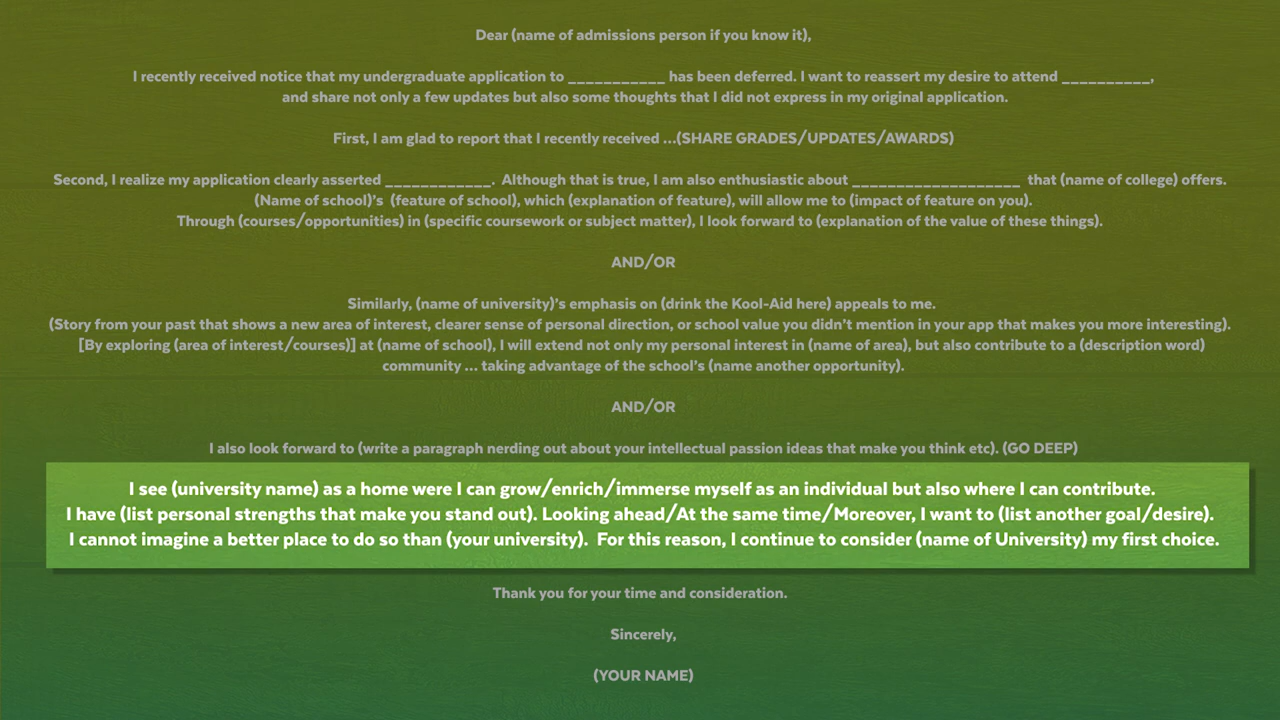 Dear (name of admissions person if you know it),
I recently received notice that my undergraduate application to ___________ has been deferred. I want to reassert my desire to attend __________,
and share not only a few updates but also some thoughts that I did not express in my original application.
First, I am glad to report that I recently received ...(SHARE GRADES/UPDATES/AWARDS)
Second, I realize my application clearly asserted ____________.  Although that is true, I am also enthusiastic about ___________________  that (name of college) offers.
(Name of school)'s  (feature of school), which (explanation of feature), will allow me to (impact of feature on you).
Through (courses/opportunities) in (specific coursework or subject matter), I look forward to (explanation of the value of these things).
AND/OR
Similarly, (name of university)'s emphasis on (drink the Kool-Aid here) appeals to me.
(Story from your past that shows a new area of interest, clearer sense of personal direction, or school value you didn't mention in your app that makes you more interesting).
[By exploring (area of interest/courses)] at (name of school), I will extend not only my personal interest in (name of area), but also contribute to a (description word)
community ... taking advantage of the school's (name another opportunity).
AND/OR
I also look forward to (write a paragraph nerding out about your intellectual passion ideas that make you think etc). (GO DEEP)
I see (university name) as a home were I can grow/enrich/immerse myself as an individual but also where I can contribute.
I have (list personal strengths that make you stand out). Looking ahead/At the same time/Moreover, I want to (list another goal/desire).
I cannot imagine a better place to do so than (your university).  For this reason, I continue to consider (name of University) my first choice.
Thank you for your time and consideration.
Sincerely,
(YOUR NAME)